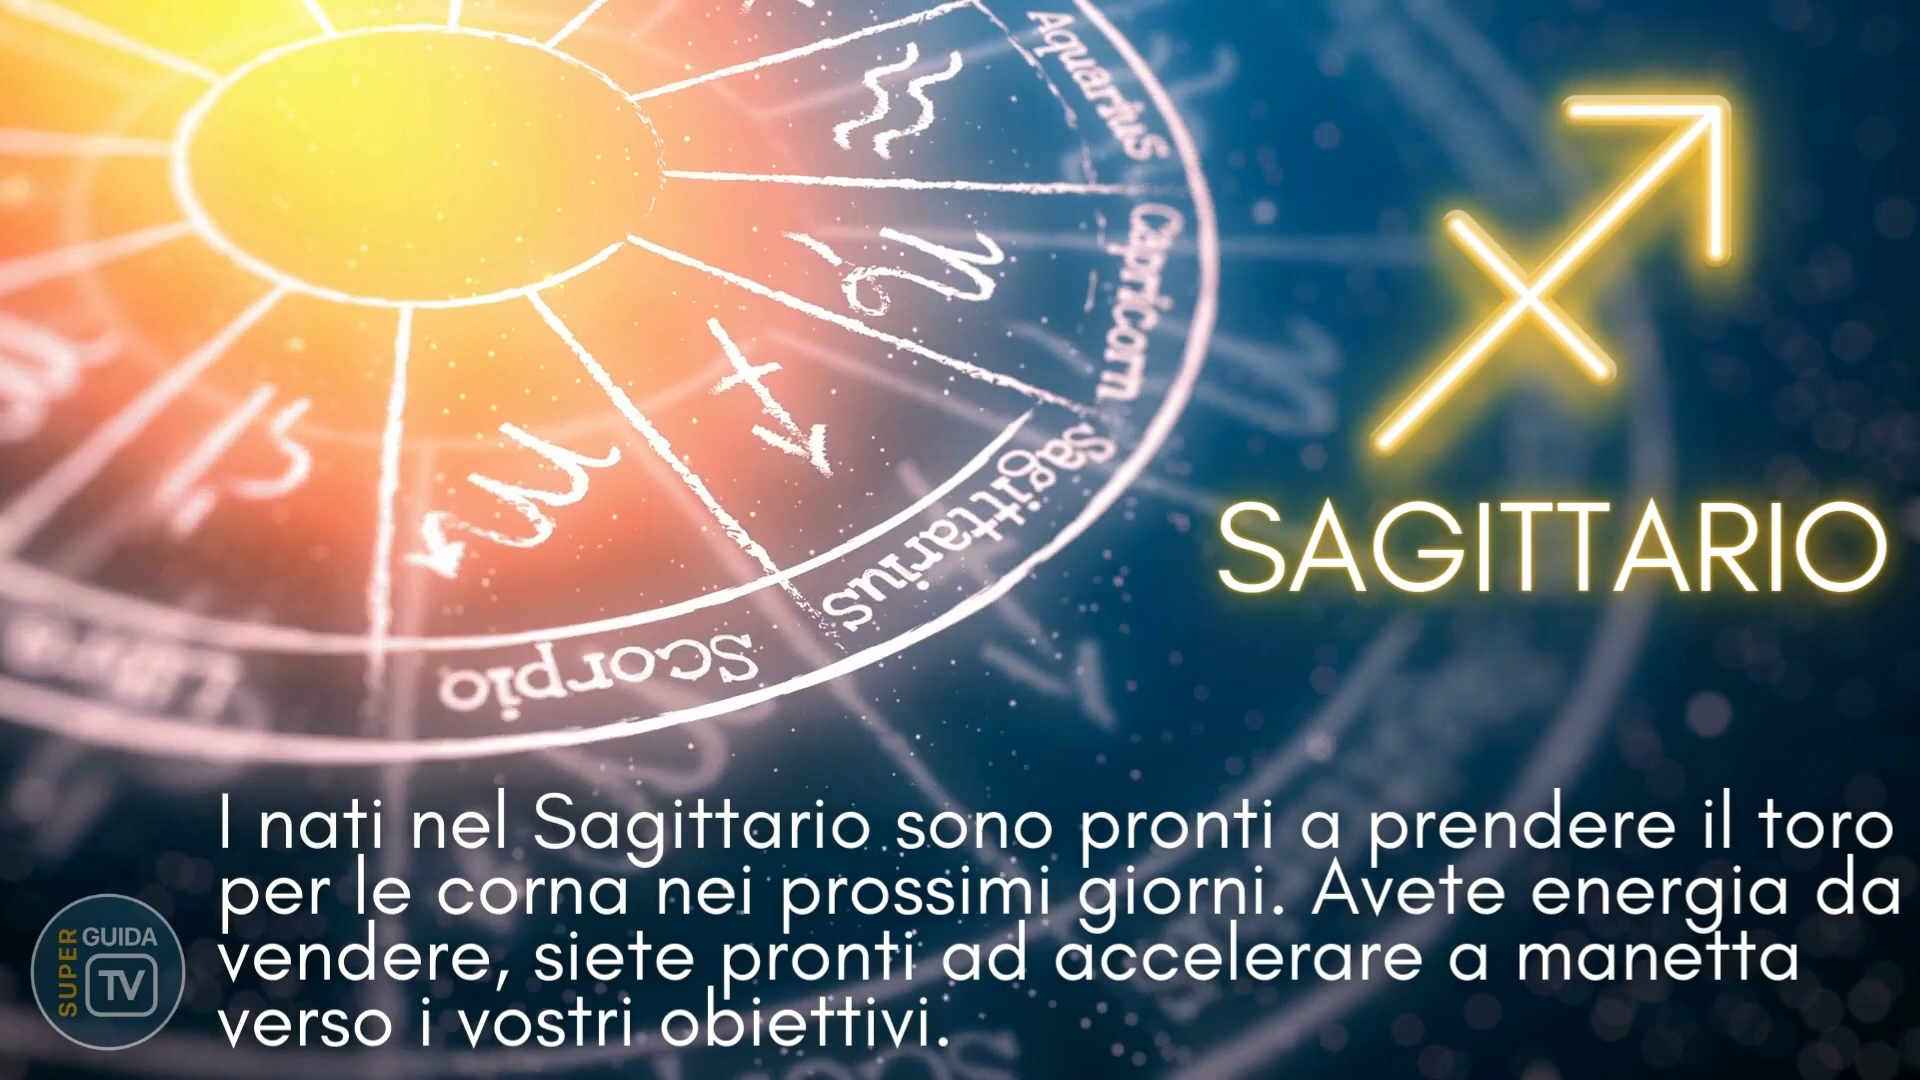 Aquarius
Capricorn
Sagittarius
Scorpio
Libra
SAGITTARIO
I nati nel Sagittario sono pronti a prendere il toro
per le corna nei prossimi giorni. Avete energia da
vendere, siete pronti ad accelerare a manetta
verso i vostri obiettivi.
SUPER
GUIDA
TV